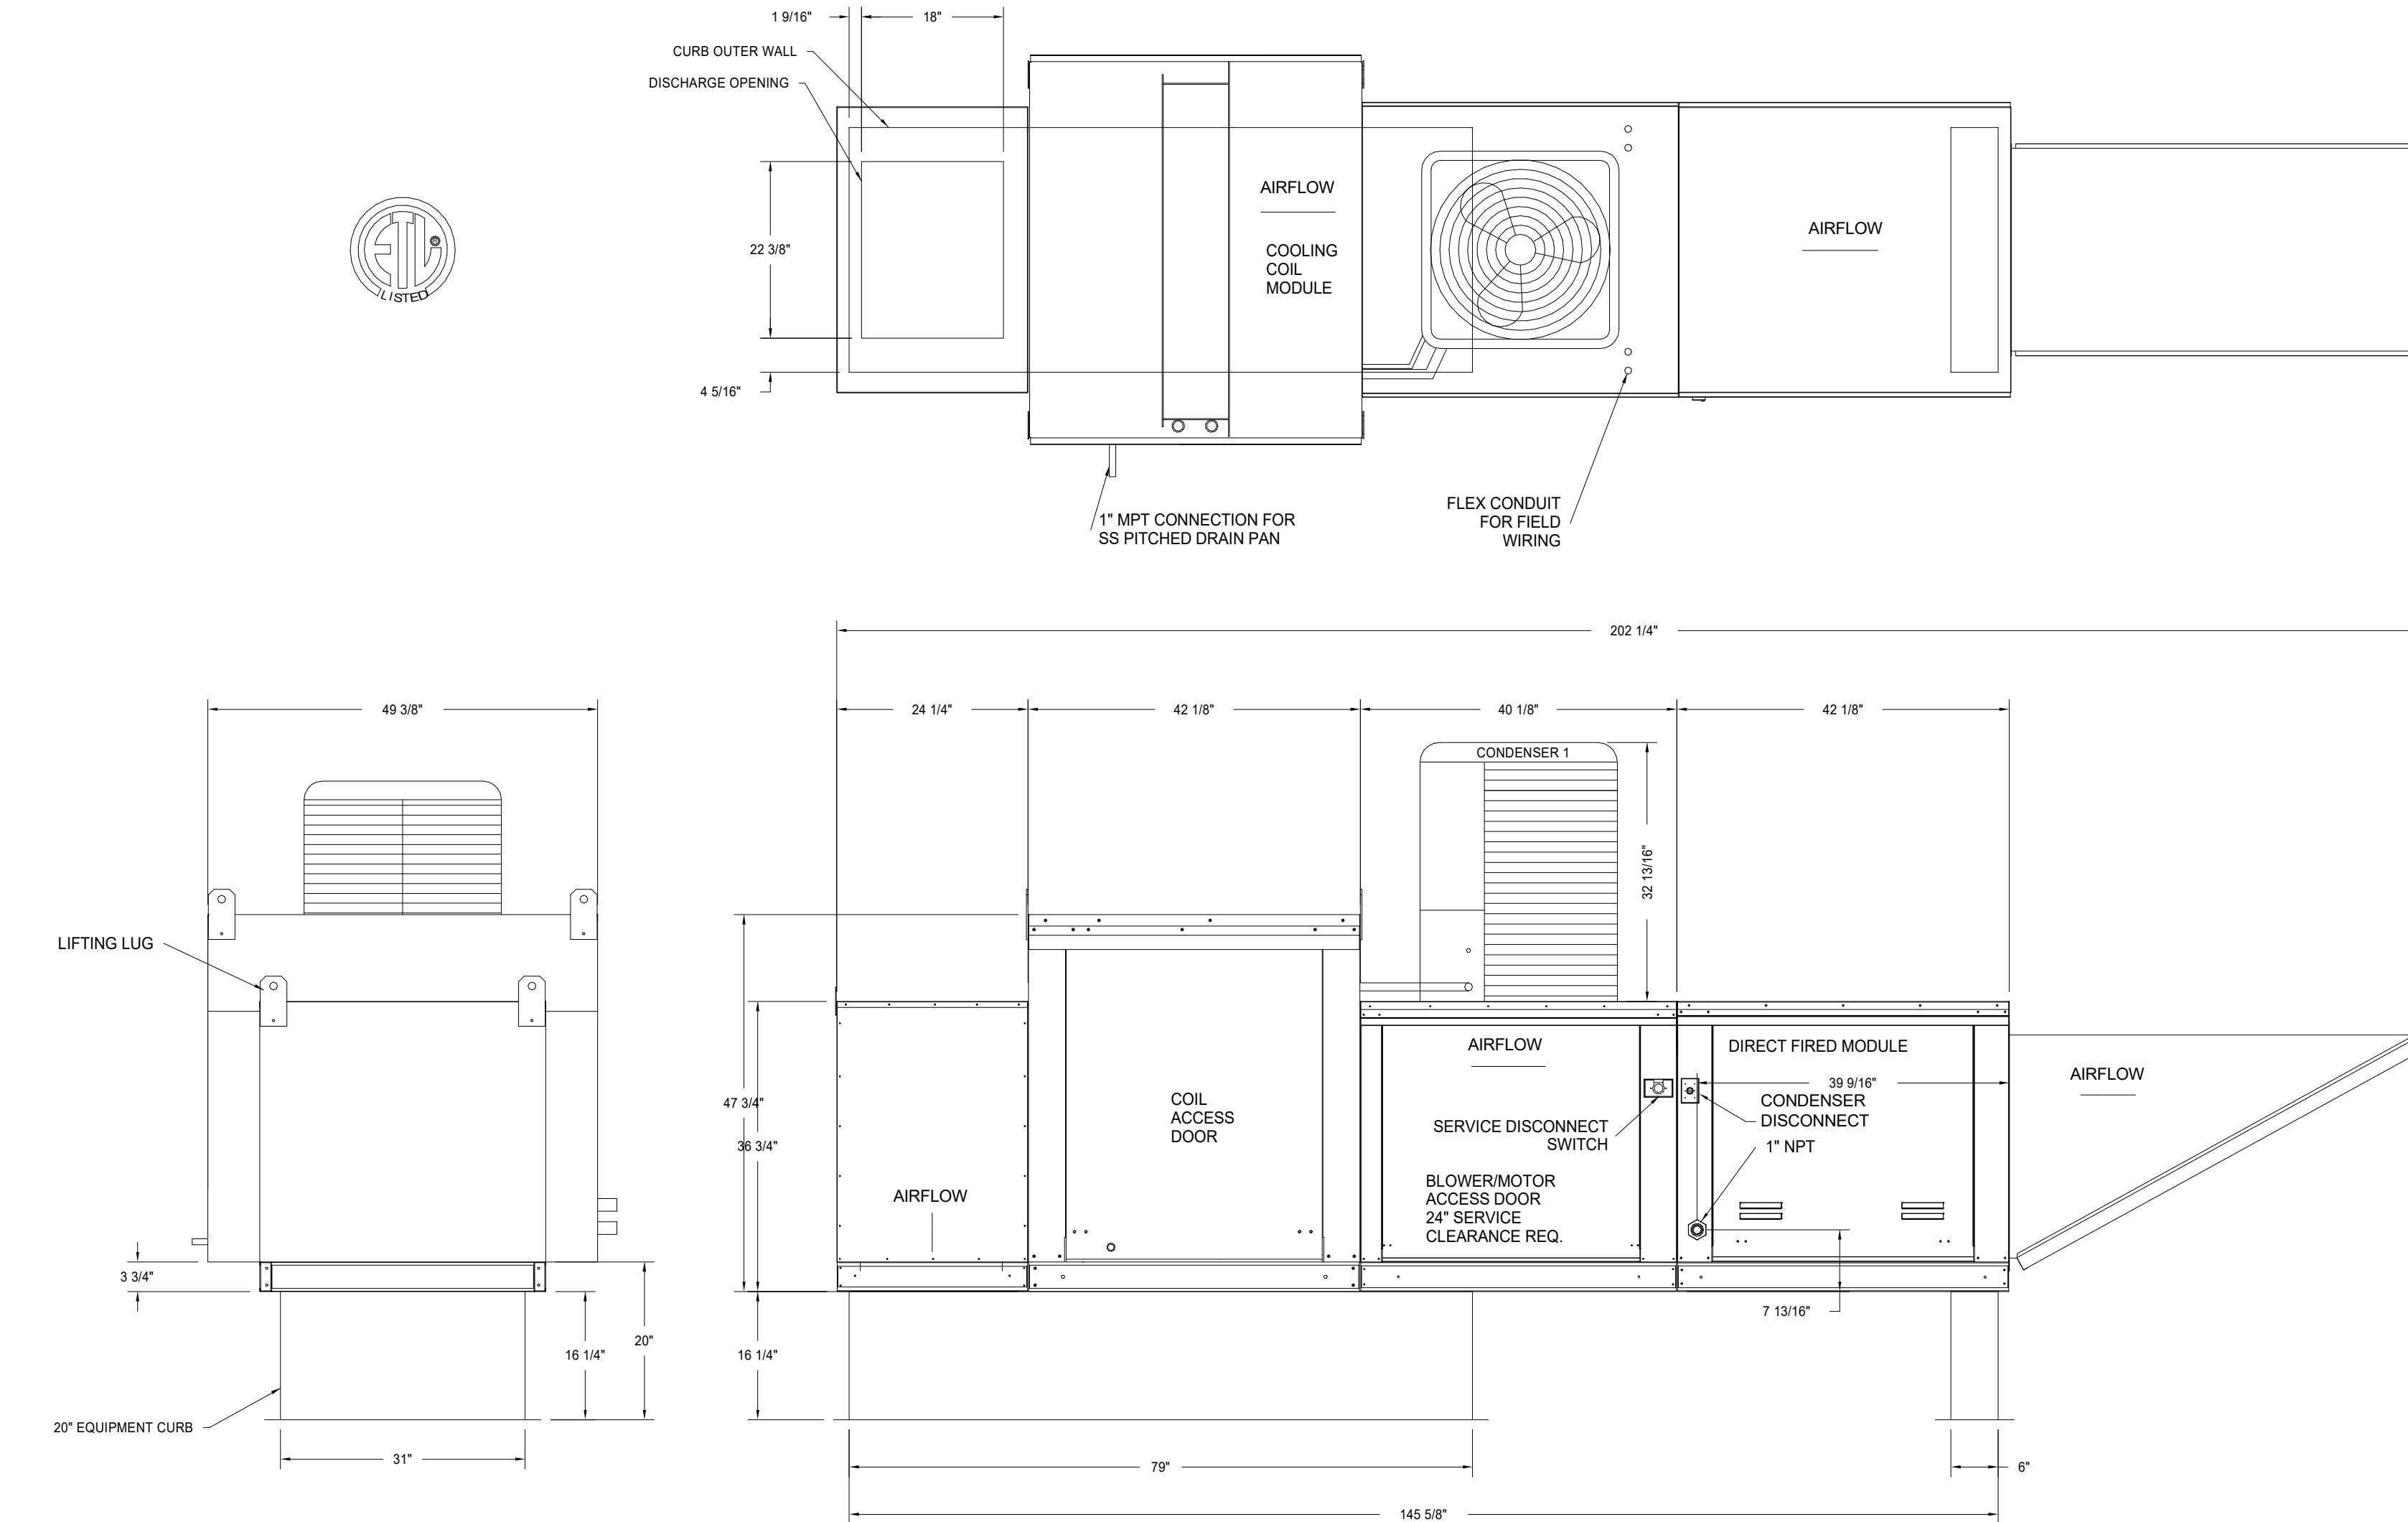 1 9/16"
18"
CURB OUTER WALL
DISCHARGE OPENING
22 3/8"
4 5/16"
AIRFLOW
COOLING
COIL
MODULE
AIRFLOW
ETL
LISTED
1" MPT CONNECTION FOR
SS PITCHED DRAIN PAN
FLEX CONDUIT
FOR FIELD
WIRING
202 1/4"
49 3/8"
24 1/4"
42 1/8"
40 1/8"
42 1/8"
CONDENSER 1
32 13/16"
LIFTING LUG
47 3/4"
36 3/4"
COIL
ACCESS
DOOR
AIRFLOW
AIRFLOW
SERVICE DISCONNECT
SWITCH
BLOWER/MOTOR
ACCESS DOOR
24" SERVICE
CLEARANCE REQ.
DIRECT FIRED MODULE
39 9/16"
CONDENSER
DISCONNECT
1" NPT
AIRFLOW
3 3/4"
7 13/16"
20"
16 1/4"
16 1/4"
20" EQUIPMENT CURB
31"
79"
6"
145 5/8"